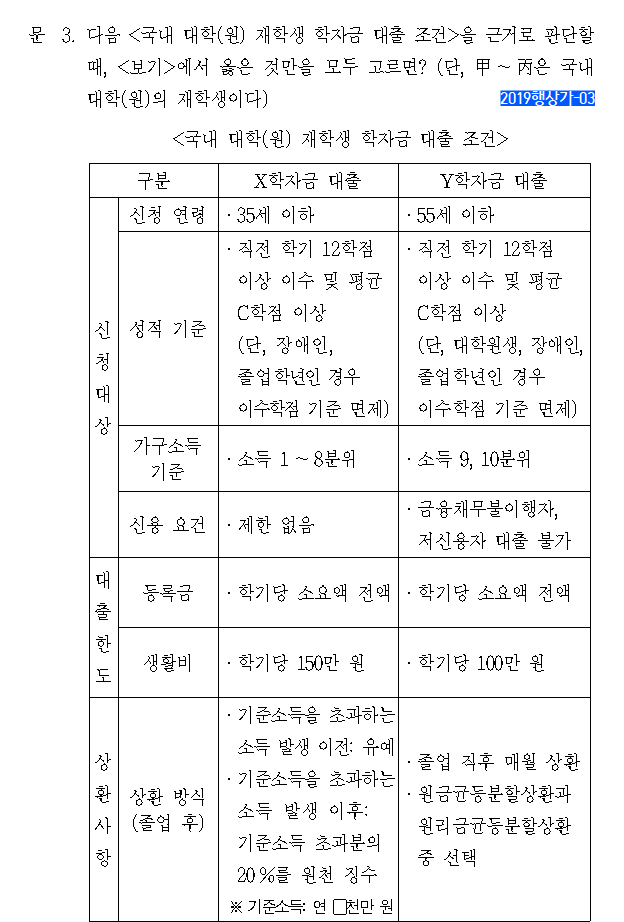 문 3. 다음 <국내 대학(원) 재학생 학자금 대출 조건>을 근거로 판단할
때, <보기>에서 옳은 것만을 모두 고르면? (단, 甲～丙은 국내
대학(원)의 재학생이다)
2019행상가-03
<국내 대학(원) 재학생 학자금 대출 조건>
구분
X학자금 대출
Y학자금 대출
신청대상
신청 연령
·35세 이하
·55세 이하
성적 기준
·직전 학기 12학점
이상 이수 및 평균
C학점 이상
(단, 장애인,
졸업학년인 경우
이수학점 기준 면제)
·직전 학기 12학점
이상 이수 및 평균
C학점 이상
(단, 대학원생, 장애인,
졸업학년인 경우
이수학점 기준 면제)
가구소득
기준
·소득 1～8분위
·소득 9, 10분위
신용 요건
·제한 없음
·금융채무불이행자,
저신용자 대출 불가
대출한도
등록금
·학기당 소요액 전액
·학기당 소요액 전액
생활비
·학기당 150만 원
·학기당 100만 원
상환사항
상환 방식
(졸업 후)
·기준소득을 초과하는
소득 발생 이전: 유예
·기준소득을 초과하는
소득 발생 이후:
기준소득 초과분의
20%를 원천 징수
※ 기준소득: 연 □천만 원
·졸업 직후 매월 상환
·원금균등분할상환과
원리금균등분할상환
중 선택